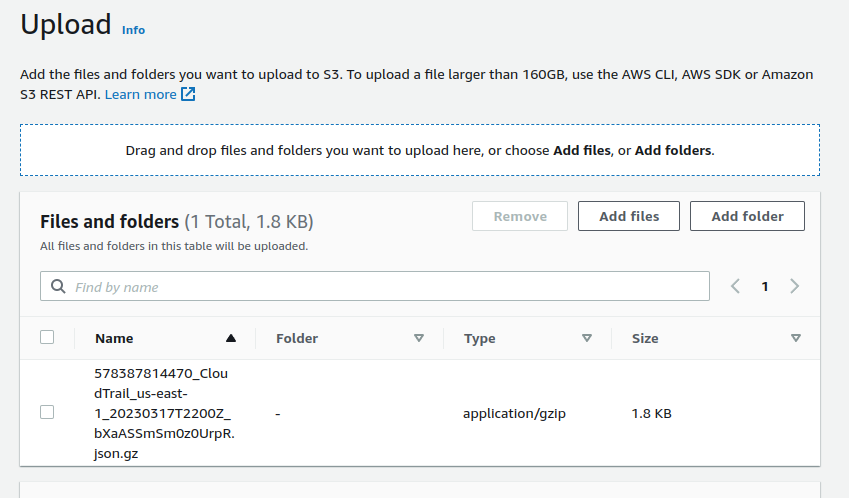 Upload Info
Add the files and folders you want to upload to S3. To upload a file larger than 160GB, use the AWS CLI, AWS SDK or Amazon
S3 REST API. Learn more
Drag and drop files and folders you want to upload here, or choose Add files, or Add folders.
Files and folders (1 Total, 1.8 KB)
Remove
Add files
Add folder
All files and folders in this table will be uploaded.
Find by name
1
Name
Folder
Type
Size
578387814470_Clou
dTrail_us-east-
1_20230317T2200Z_
bXaASSmSm0z0UrpR.
json.gz
-
application/gzip
1.8 KB